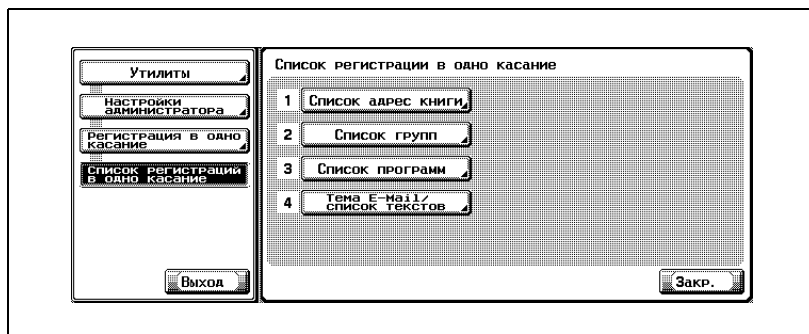 Утилиты
Настройки
администратора
Регистрация в одно
касание
Список регистраций
в одно касание
Выход
Список регистрации в одно касание
1 Список адрес книги
2 Список групп
3 Список программ
4 Тема E-Mail/
список текстов
Закр.